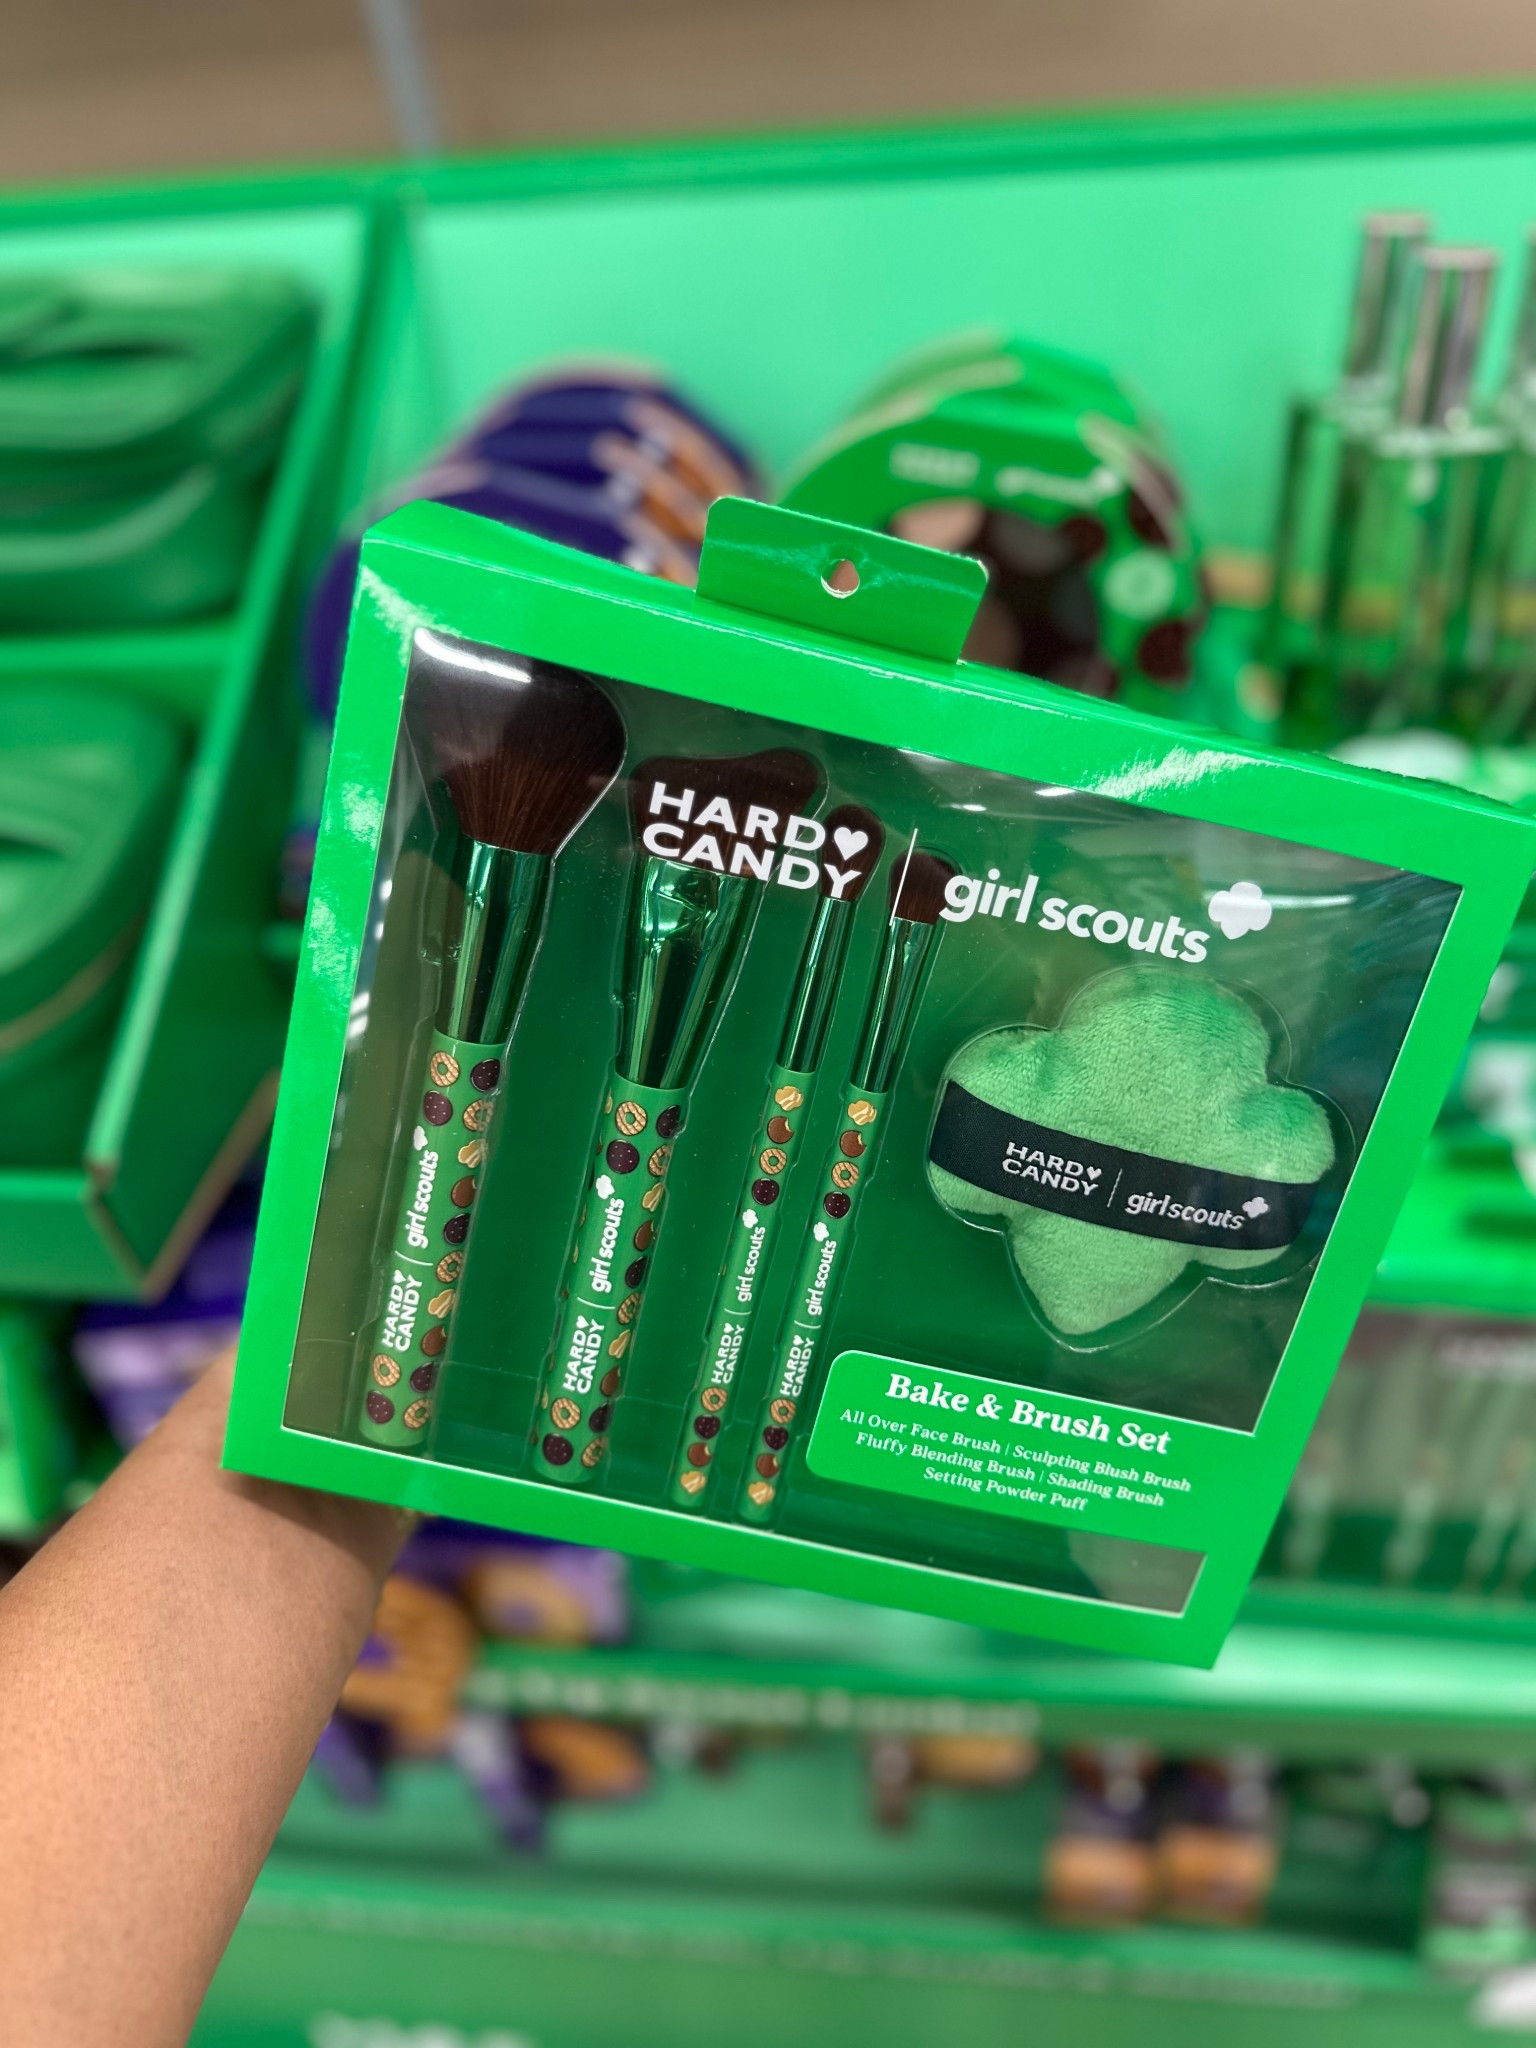 HARD
CANDY
girl scouts
HARD
CANDY
girl scouts
HARD
CANDY
girl scouts
HARD
CANDY
girl scouts
HARD
CANDY
girl scouts
HARD
CANDY
girl scouts
Bake & Brush Set
All Over Face Brush | Sculpting Blush Brush
Fluffy Blending Brush | Shading Brush
Setting Powder Puff